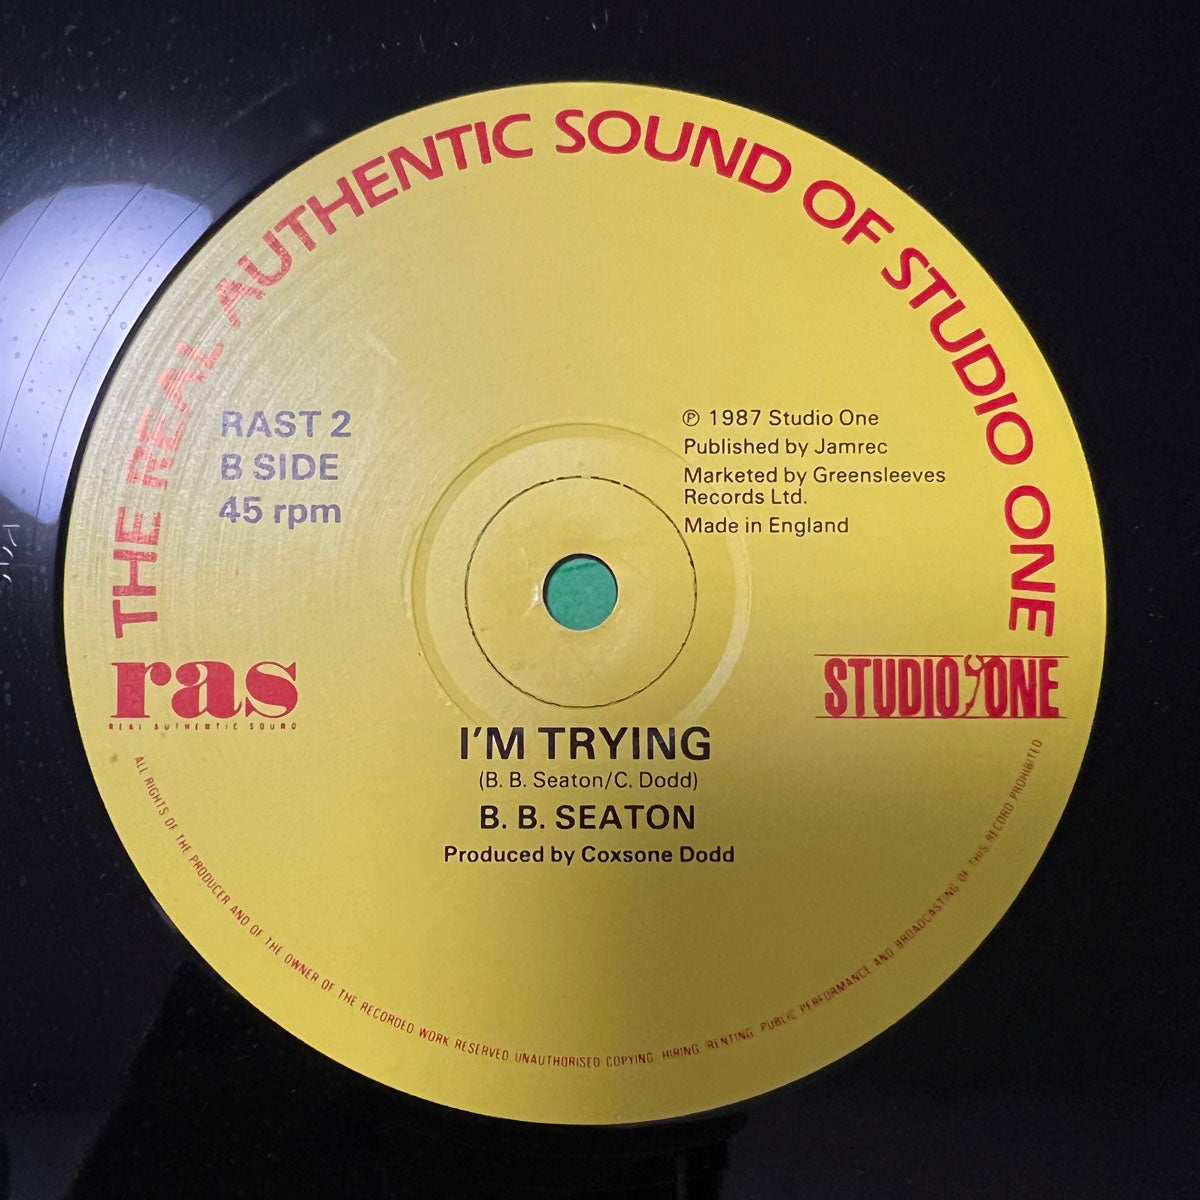 THE REAL AUTHENTIC SOUND OF STUDIO ONE
RAST 2
B SIDE
45 rpm
℗ 1987 Studio One
Published by Jamrec
Marketed by Greensleeves
Records Ltd.
Made in England
ras
REAL AUTHENTIC SOUND
STUDIO ONE
I'M TRYING
(B. B. Seaton/C. Dodd)
B. B. SEATON
Produced by Coxsone Dodd
ALL RIGHTS OF THE PRODUCER AND OF THE OWNER OF THE RECORDED WORK RESERVED. UNAUTHORISED COPYING, HIRING, RENTING, PUBLIC PERFORMANCE AND BROADCASTING OF THIS RECORD PROHIBITED